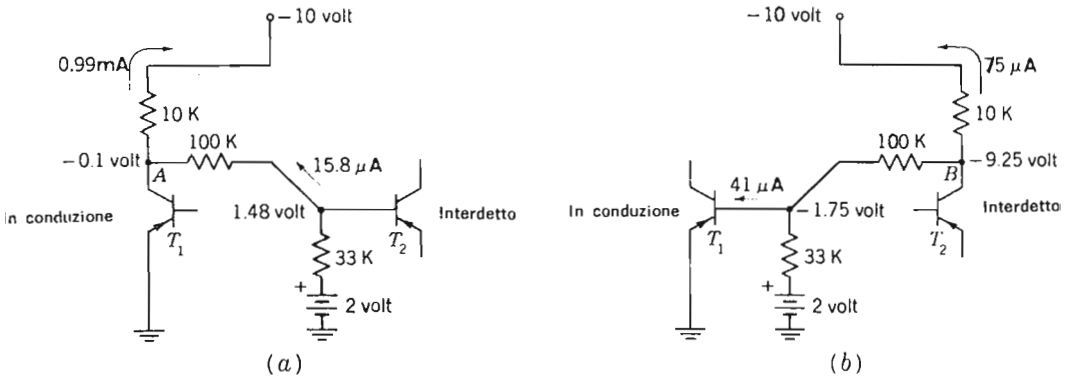 −10 volt
0.99mA
10 K
100 K
−0.1 volt
A
15.8 μA
In conduzione
1.48 volt
Interdetto
T1
T2
33 K
+
2 volt
(a)
−10 volt
75 μA
10 K
100 K
−9.25 volt
B
41 μA
In conduzione
−1.75 volt
Interdetto
T1
T2
33 K
+
2 volt
(b)